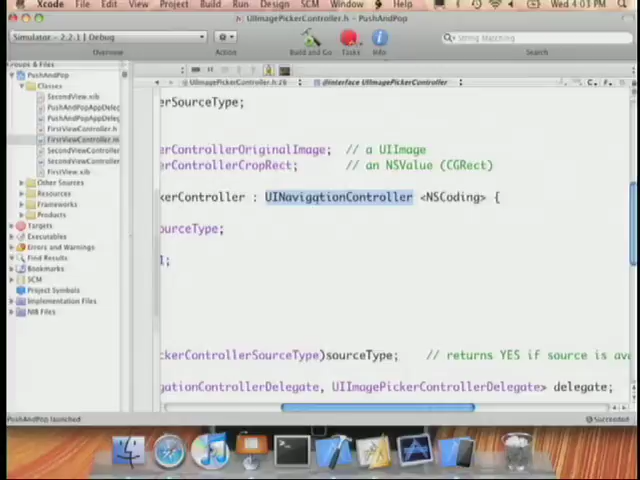 Xcode File Edit View Project Build Run Design SCM Window Help Wed 4:03 PM
UIImagePickerController.h - PushAndPop
Simulator - 2.2.1 | Debug
String Matching
Overview Action Build and Go Tasks Info Search
Groups & Files
PushAndPop
Classes
SecondView.xib
PushAndPopAppDeleg
PushAndPopAppDeleg
FirstViewController.h
FirstViewController.m
SecondViewController
SecondViewController
FirstView.xib
Other Sources
Resources
Frameworks
Products
Targets
Executables
Errors and Warnings
Find Results
Bookmarks
SCM
Project Symbols
Implementation Files
NIB Files
UIImagePickerController.h:29 @interface UIImagePickerController
erSourceType;
erControllerOriginalImage; // a UIImage
erControllerCropRect; // an NSValue (CGRect)
kerController : UINavigationController <NSCoding> {
ourceType;
l;
ckerControllerSourceType)sourceType; // returns YES if source is ava
gationControllerDelegate, UIImagePickerControllerDelegate> delegate;
PushAndPop launched
Succeeded